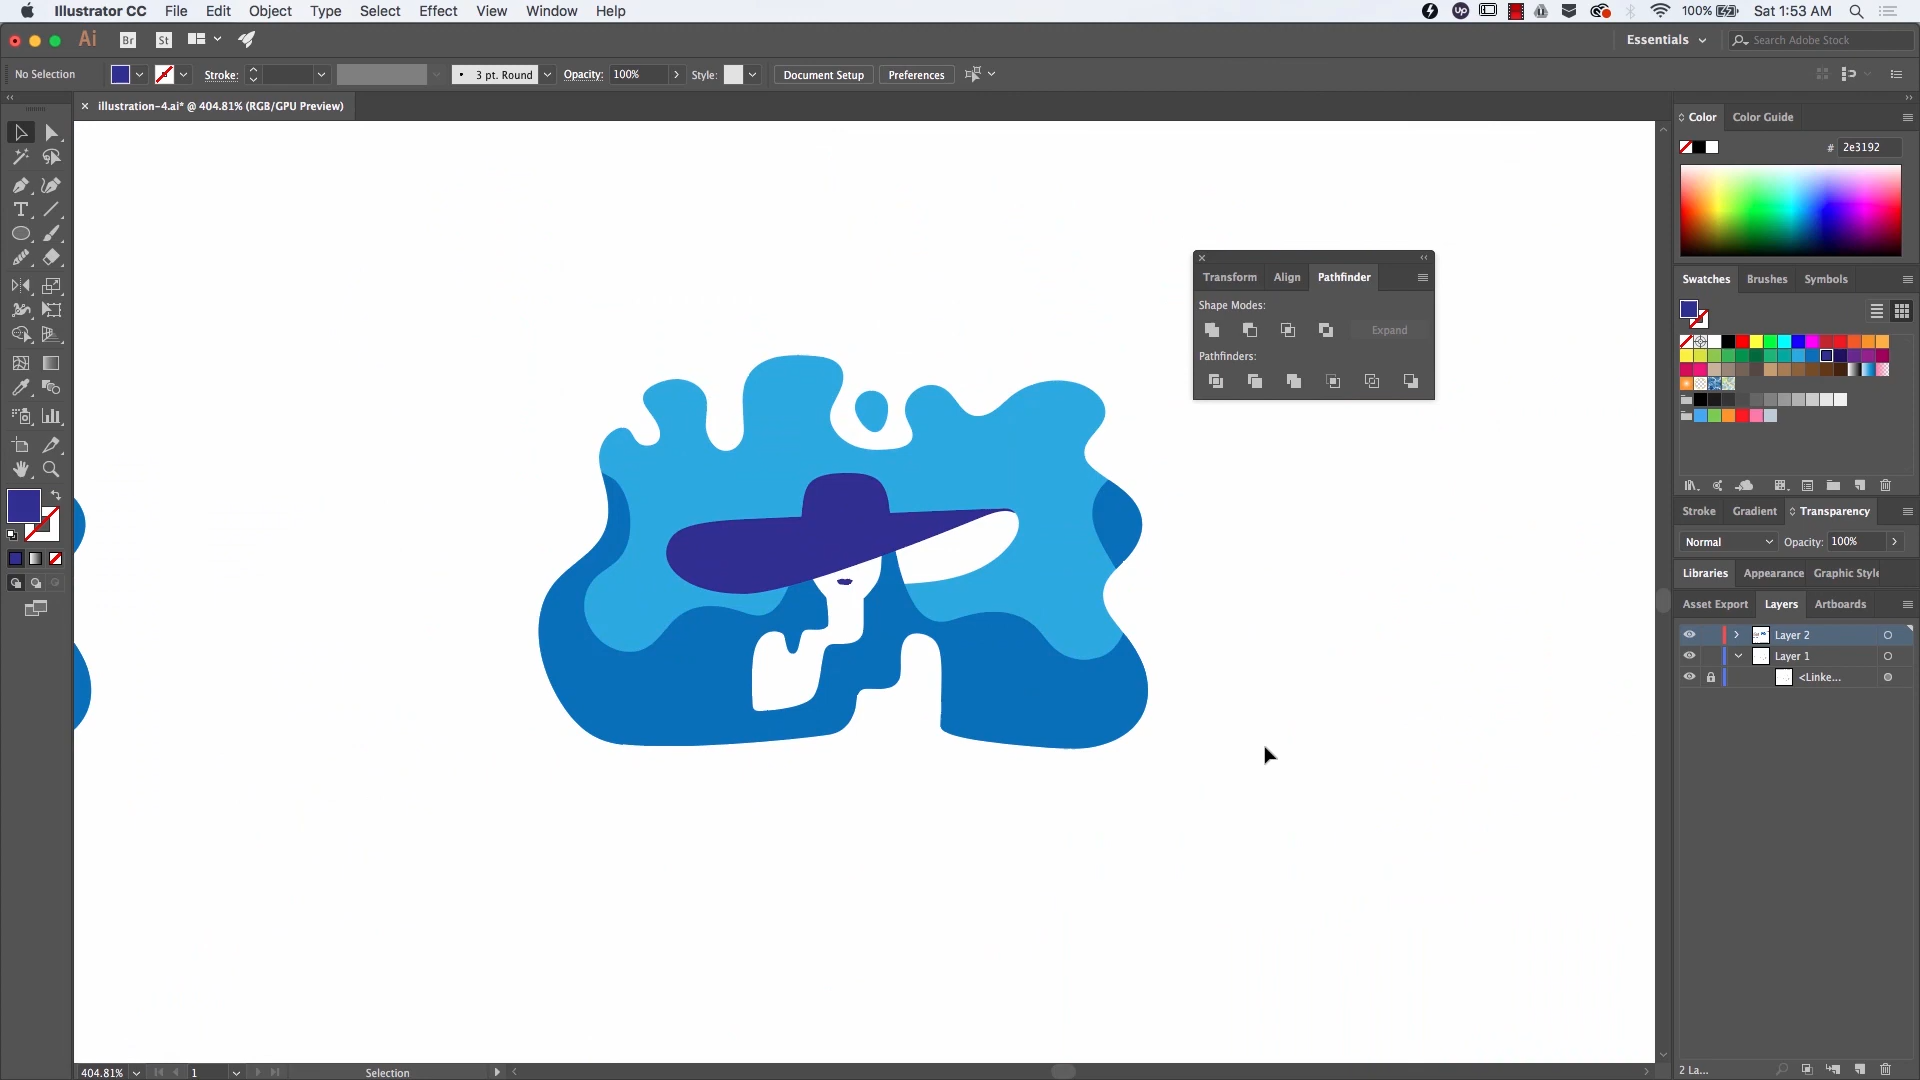 Illustrator CC File Edit Object Type Select Effect View Window Help
100% Sat 1:53 AM
Ai Br St Essentials Search Adobe Stock
No Selection Stroke: 3 pt. Round Opacity: 100% Style: Document Setup Preferences
× illustration-4.ai* @ 404.81% (RGB/GPU Preview)
Color Color Guide
# 2e3192
Transform Align Pathfinder
Shape Modes:
Expand
Pathfinders:
Swatches Brushes Symbols
Stroke Gradient Transparency
Normal Opacity: 100%
Libraries Appearance Graphic Style
Asset Export Layers Artboards
Layer 2
Layer 1
<Linke...
404.81% 1 Selection 2 La...